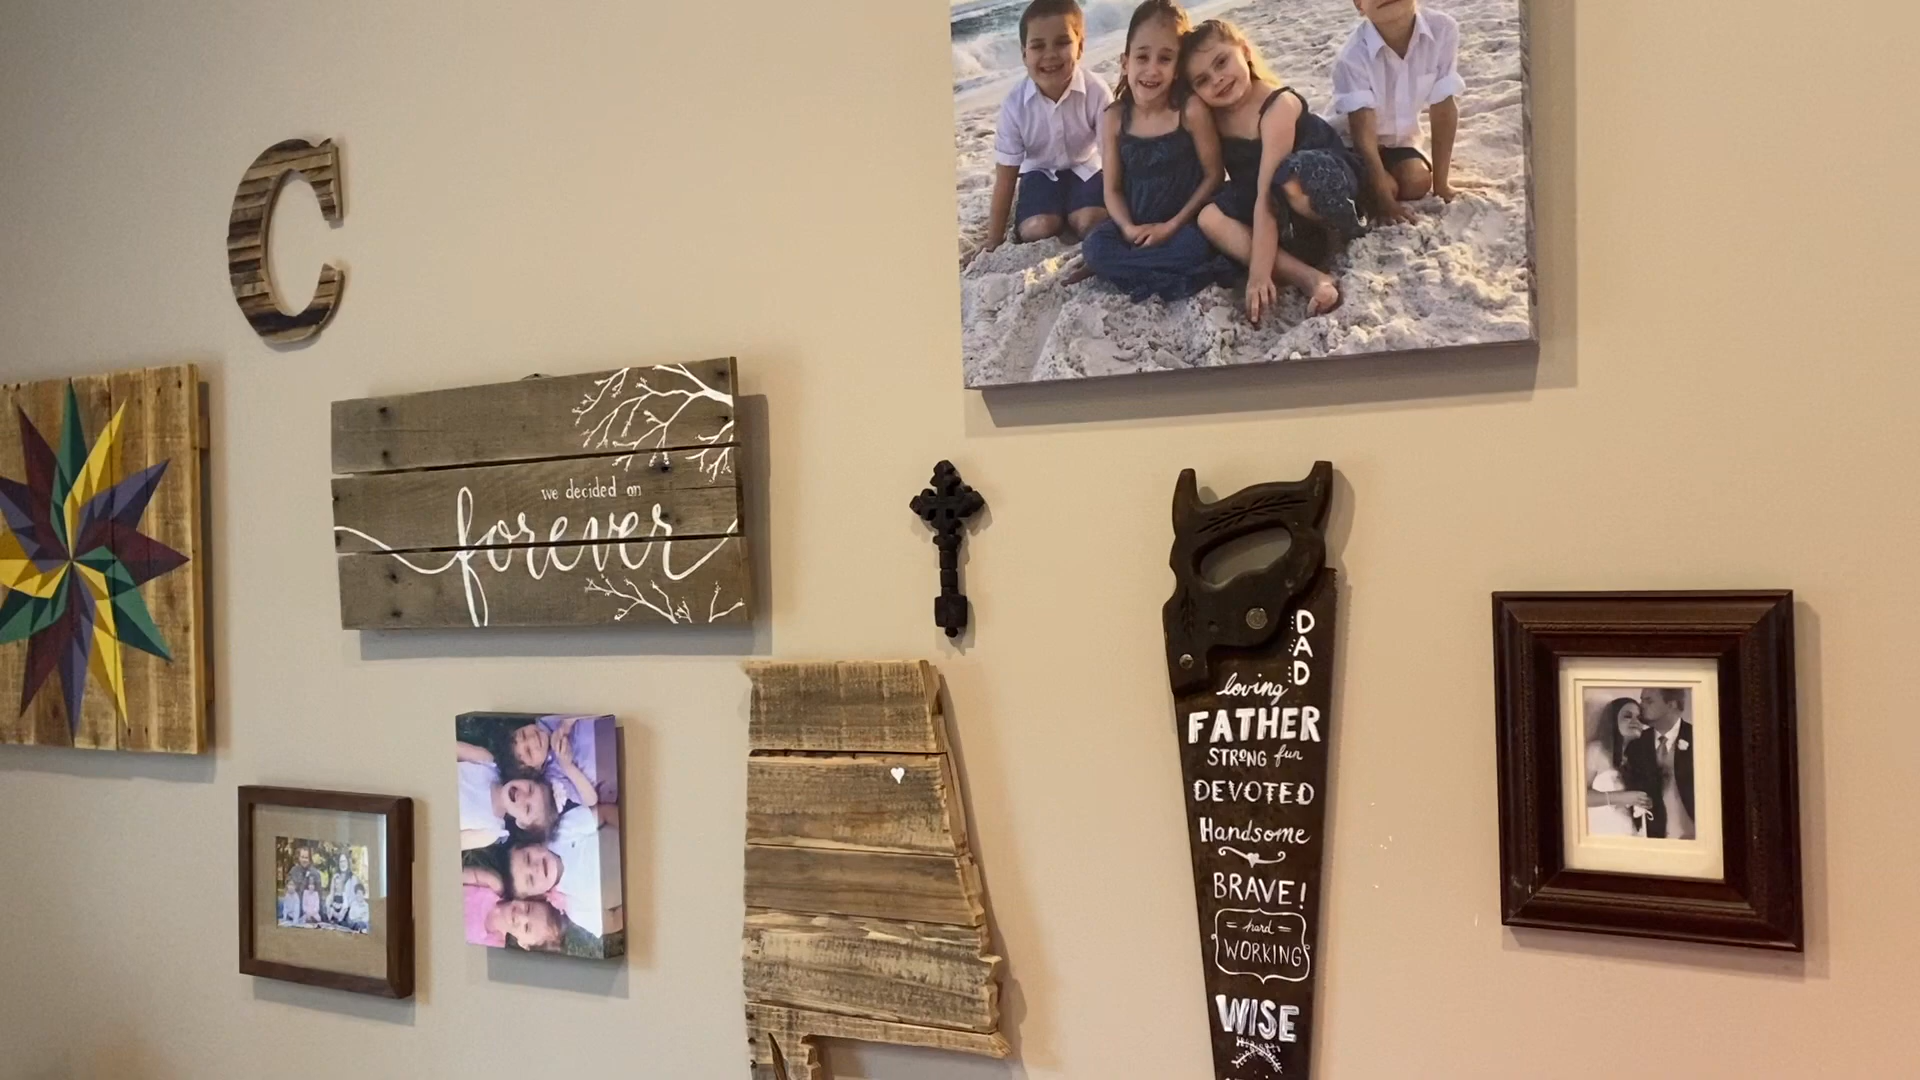 C
we decided on
forever
DAD
loving
FATHER
STRONG fun
DEVOTED
Handsome
BRAVE!
hard
WORKING
WISE